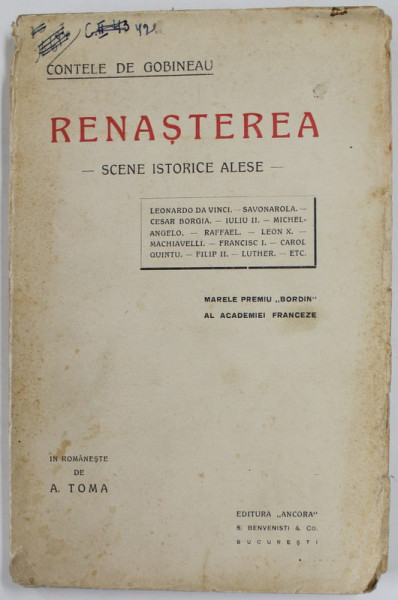 CONTELE DE GOBINEAU
RENAȘTEREA
— SCENE ISTORICE ALESE —
LEONARDO DA VINCI. — SAVONAROLA. —
CESAR BORGIA. — IULIU II. — MICHEL-
ANGELO. — RAFFAEL. — LEON X. —
MACHIAVELLI. — FRANCISC I. — CAROL
QUINTU. — FILIP II. — LUTHER. — ETC.
MARELE PREMIU „BORDIN"
AL ACADEMIEI FRANCEZE
IN ROMÂNEȘTE
DE
A. TOMA
EDITURA „ANCORA"
S. BENVENISTI & CO.
BUCUREȘTI